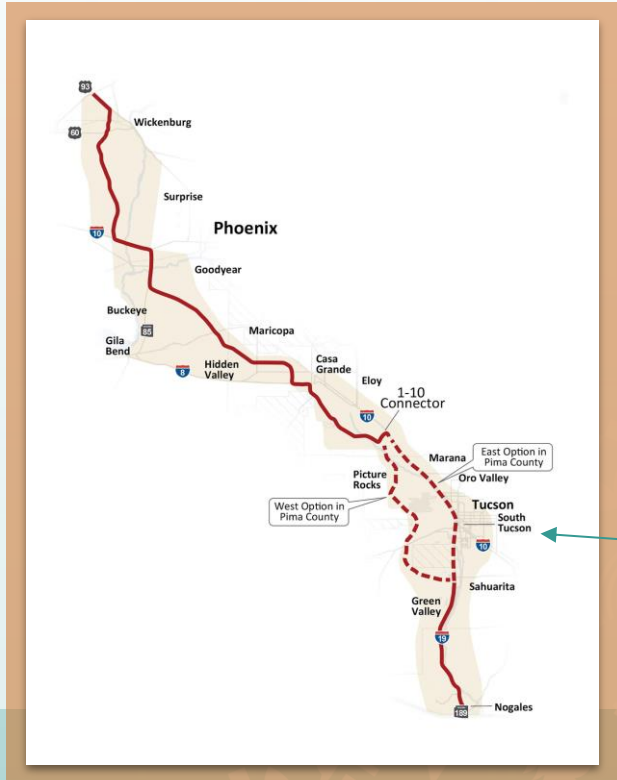 93
Wickenburg
60
Surprise
Phoenix
10
Goodyear
Buckeye
85
Maricopa
Gila
Bend
8
Hidden
Valley
Casa
Grande
Eloy
1-10
Connector
10
Marana
East Option in
Pima County
Oro Valley
Picture
Rocks
West Option in
Pima County
Tucson
South
Tucson
10
Sahuarita
Green
Valley
19
Nogales
189